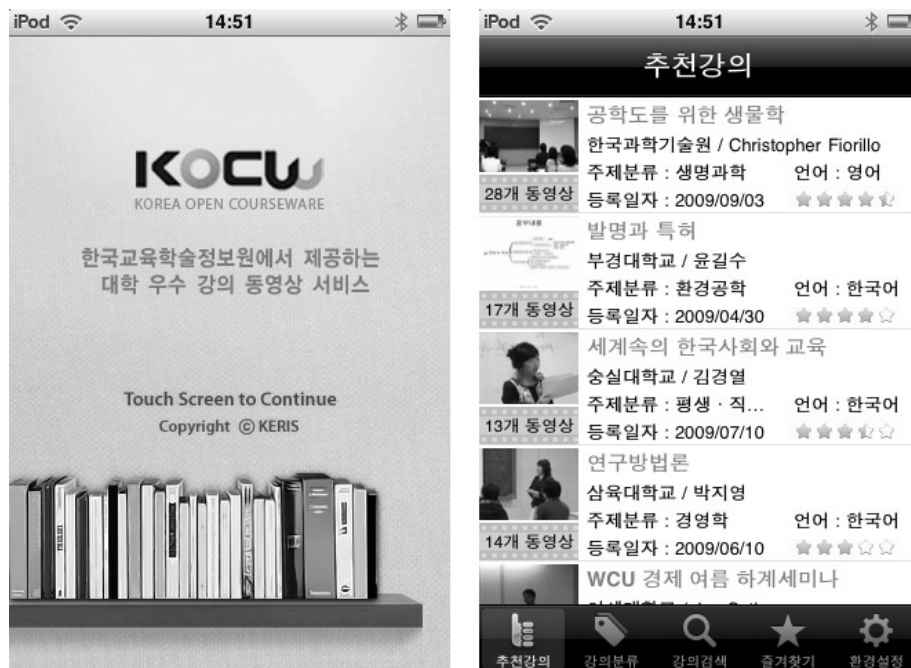 iPod
14:51
KOCW
KOREA OPEN COURSEWARE
한국교육학술정보원에서 제공하는
대학 우수 강의 동영상 서비스
Touch Screen to Continue
Copyright ⓒ KERIS
iPod
14:51
추천강의
공학도를 위한 생물학
한국과학기술원 / Christopher Fiorillo
주제분류 : 생명과학 언어 : 영어
28개 동영상 등록일자 : 2009/09/03
공부내용
발명과 특허
부경대학교 / 윤길수
주제분류 : 환경공학 언어 : 한국어
17개 동영상 등록일자 : 2009/04/30
세계속의 한국사회와 교육
숭실대학교 / 김경열
주제분류 : 평생 · 직... 언어 : 한국어
13개 동영상 등록일자 : 2009/07/10
연구방법론
삼육대학교 / 박지영
주제분류 : 경영학 언어 : 한국어
14개 동영상 등록일자 : 2009/06/10
WCU 경제 여름 하계세미나
추천강의 강의분류 강의검색 즐겨찾기 환경설정